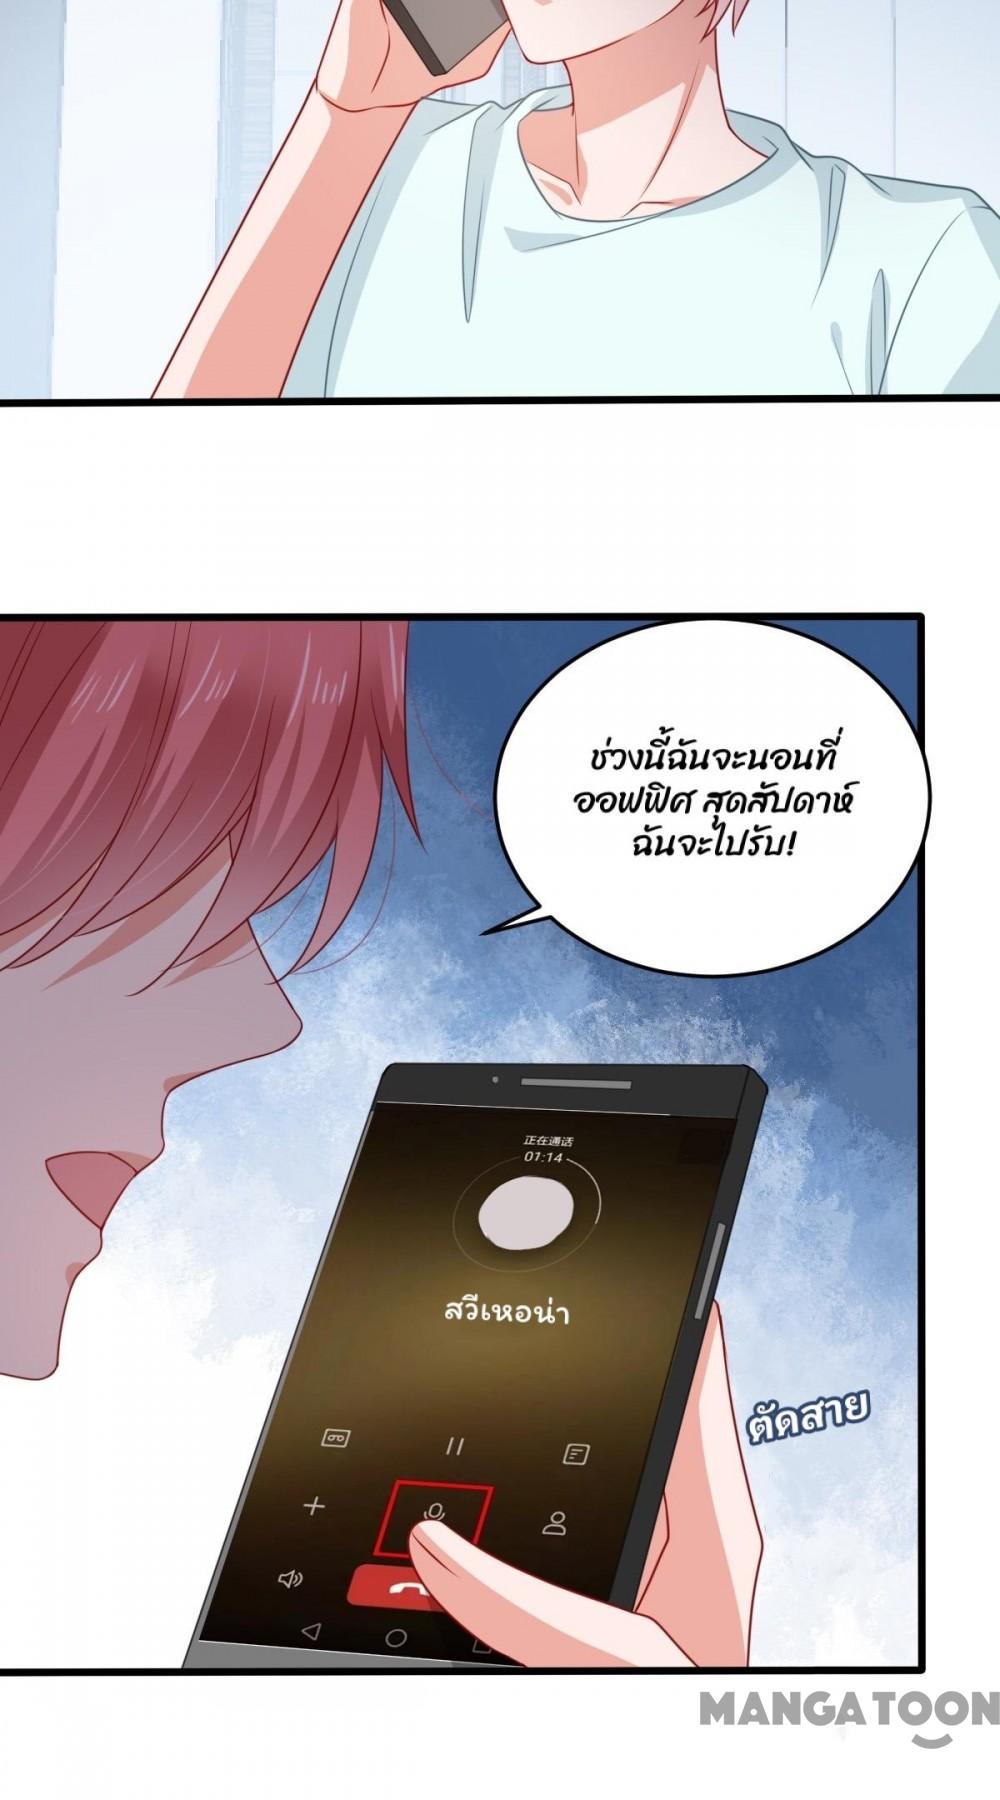 ช่วงนี้ฉันจะนอนที่
ออฟฟิศ สุดสัปดาห์
ฉันจะไปรับ!
正在通话
01:14
สวีเหอน่า
ตัดสาย
MANGATOON